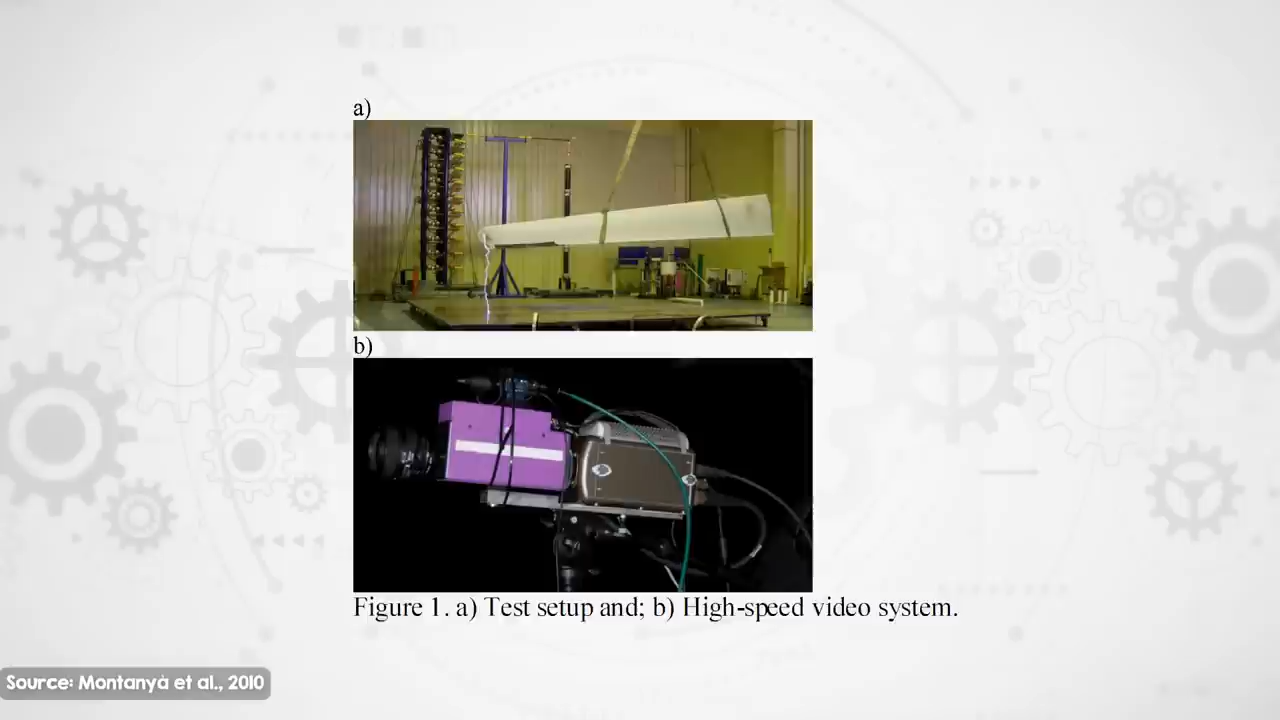 a)
b)
Figure 1. a) Test setup and; b) High-speed video system.
Source: Montanyà et al., 2010